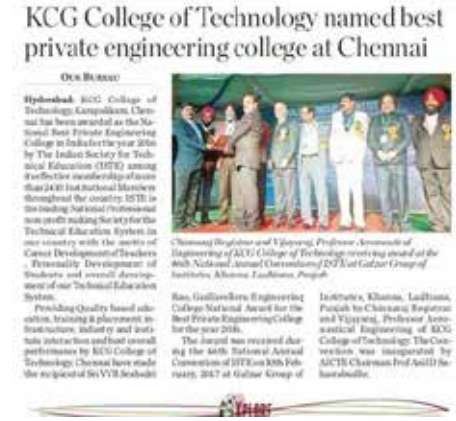 KCG College of Technology named best
private engineering college at Chennai
OUR BUREAU
Hyderabad: KCG College of
Technology, Karapakkam, Chen-
nai has been awarded as the Na-
tional Best Private Engineering
College in India for the year 2016
by The Indian Society for Tech-
nical Education (ISTE) among
its effective membership of more
than Institutional Members
throughout the country. ISTE is
the leading National Professional
non-profit making Society for the
Technical Education System in
our country with the motto of
Career Development of Teachers
, Personality Development of
Students and overall develop-
ment of our Technical Education
System.
Providing Quality based edu-
cation, training & placement in-
frastructure, industry and insti-
tute interaction and best overall
performance by KCG College of
Technology, Chennai have made
the recipient of Sri
Chinnaraj Registrar and Vijayaraj, Professor Aeronautical
Engineering of KCG College of Technology receiving award at the
46th National Annual Convention of ISTE at Gulzar Group of
Institutes, Khanna, Ludhiana, Punjab
Rao, Gudlavalleru Engineering
College National Award for the
Best Private Engineering College
for the year 2016.
The Award was received dur-
ing the 46th National Annual
Convention of ISTE on Feb-
ruary, 2017 at Gulzar Group of
Institutes, Khanna, Ludhiana,
Punjab by Chinnaraj Registrar
and Vijayaraj, Professor Aero-
nautical Engineering of KCG
College of Technology. The Con-
vention was inaugurated by
AICTE Chairman Prof Anil D Sa-
hasrabudhe.